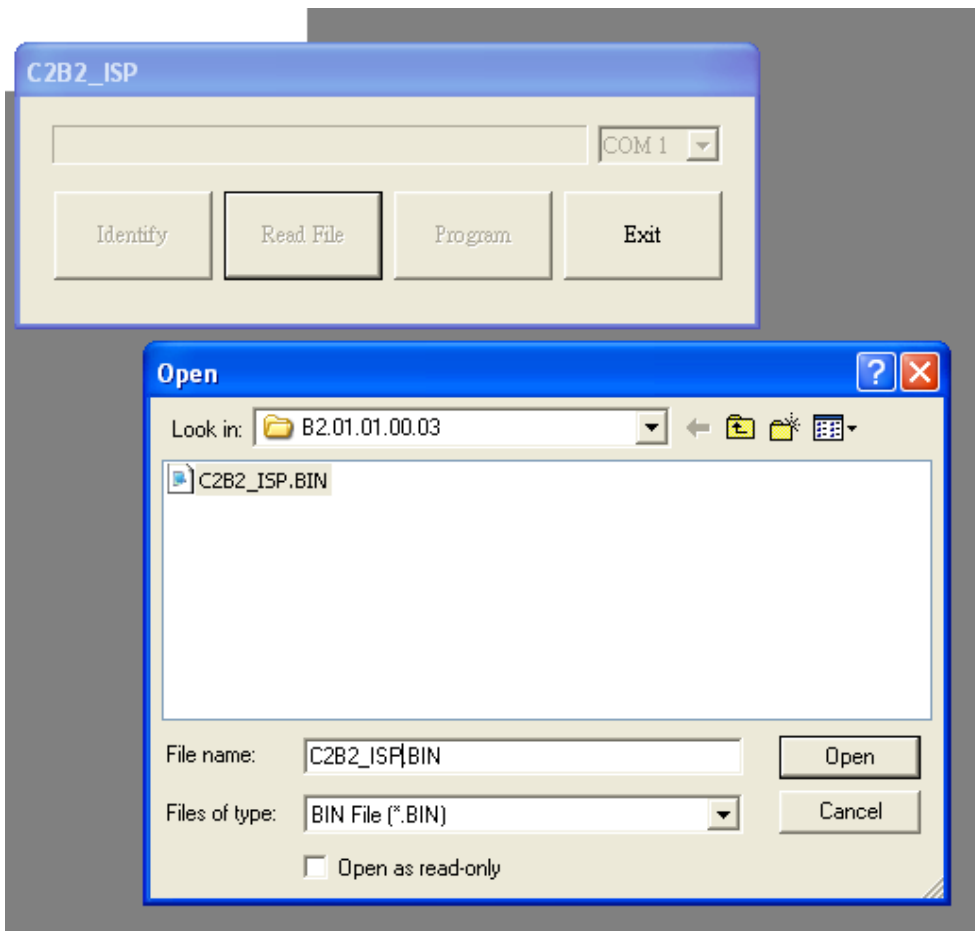 C2B2_ISP
COM 1
Identify Read File Program Exit
Open
Look in: B2.01.01.00.03
C2B2_ISP.BIN
File name: C2B2_ISP.BIN Open
Files of type: BIN File (*.BIN) Cancel
Open as read-only